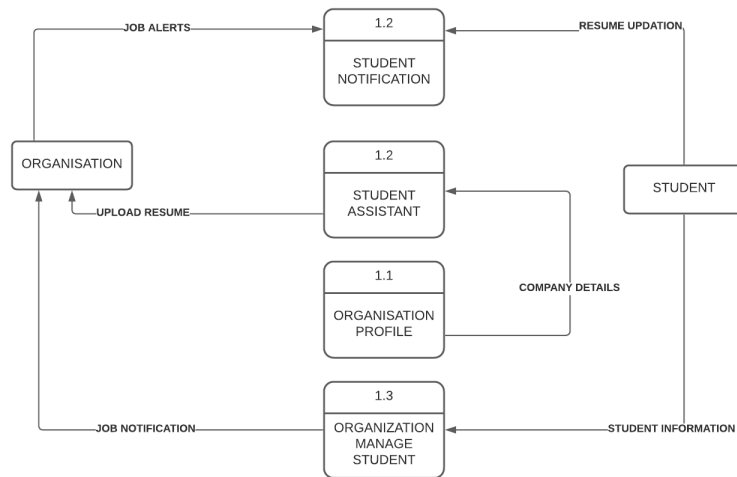 1.2
JOB ALERTS
RESUME UPDATION
STUDENT
NOTIFICATION
1.2
ORGANISATION
STUDENT
STUDENT
ASSISTANT
UPLOAD RESUME
1.1
COMPANY DETAILS
ORGANISATION
PROFILE
1.3
JOB NOTIFICATION
ORGANIZATION
MANAGE
STUDENT
STUDENT INFORMATION